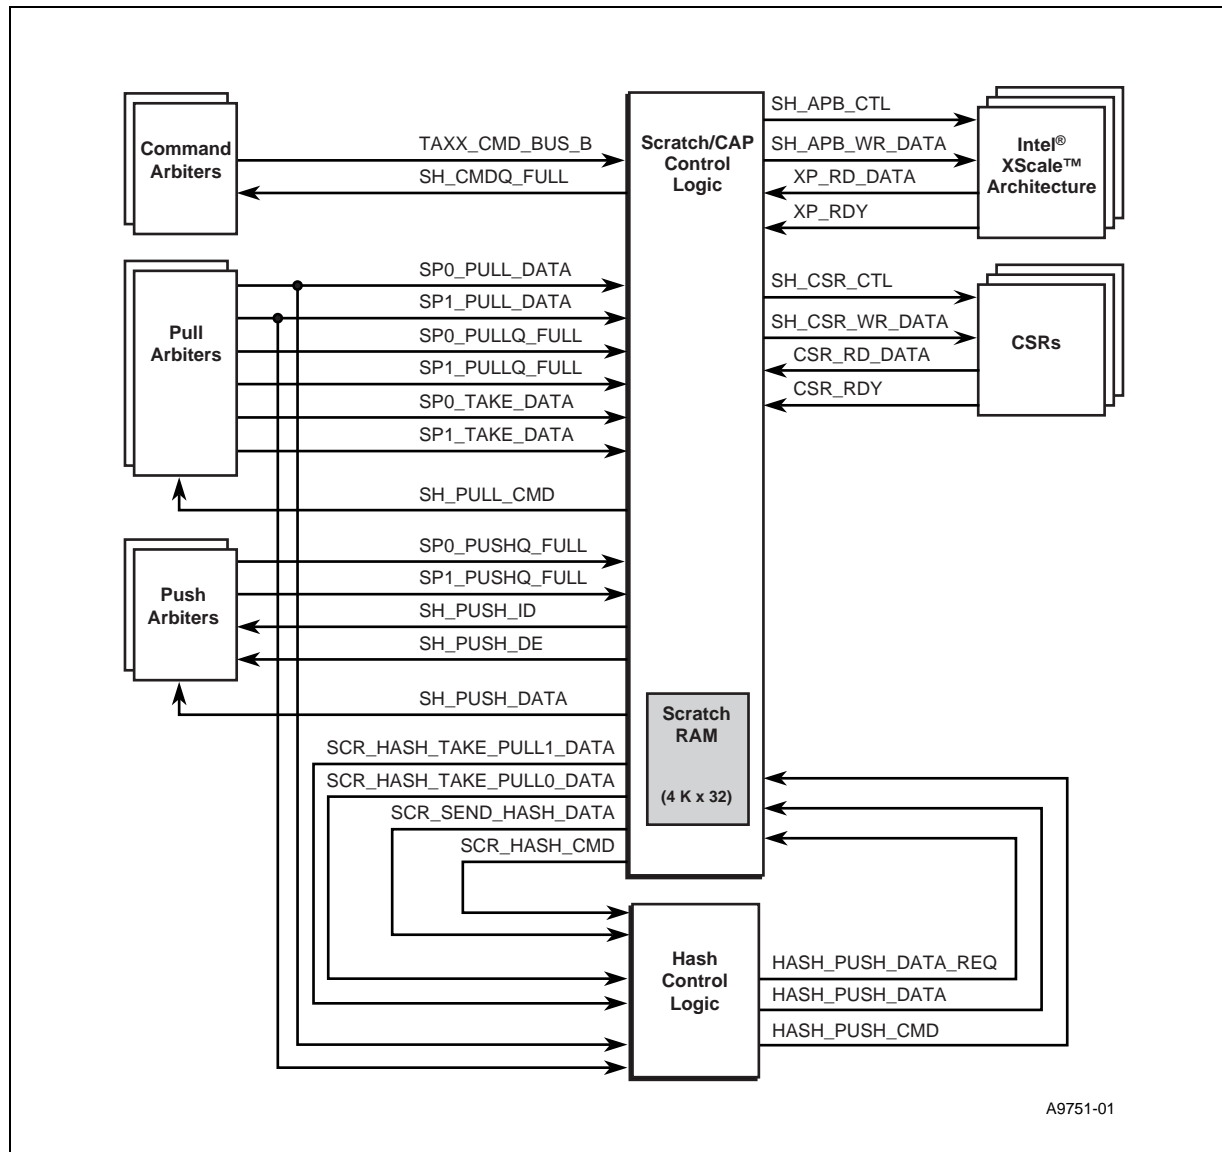 Command
Arbiters
TAXX_CMD_BUS_B
SH_CMDQ_FULL
Scratch/CAP
Control
Logic
SH_APB_CTL
SH_APB_WR_DATA
XP_RD_DATA
XP_RDY
Intel®
XScale™
Architecture
Pull
Arbiters
SP0_PULL_DATA
SP1_PULL_DATA
SP0_PULLQ_FULL
SP1_PULLQ_FULL
SP0_TAKE_DATA
SP1_TAKE_DATA
SH_PULL_CMD
SH_CSR_CTL
SH_CSR_WR_DATA
CSR_RD_DATA
CSR_RDY
CSRs
Push
Arbiters
SP0_PUSHQ_FULL
SP1_PUSHQ_FULL
SH_PUSH_ID
SH_PUSH_DE
SH_PUSH_DATA
Scratch
RAM
(4 K x 32)
SCR_HASH_TAKE_PULL1_DATA
SCR_HASH_TAKE_PULL0_DATA
SCR_SEND_HASH_DATA
SCR_HASH_CMD
Hash
Control
Logic
HASH_PUSH_DATA_REQ
HASH_PUSH_DATA
HASH_PUSH_CMD
A9751-01